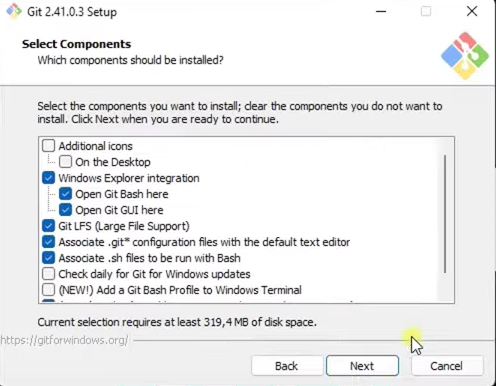 Git 2.41.0.3 Setup
Select Components
Which components should be installed?
Select the components you want to install; clear the components you do not want to
install. Click Next when you are ready to continue.
Additional icons
On the Desktop
Windows Explorer integration
Open Git Bash here
Open Git GUI here
Git LFS (Large File Support)
Associate .git* configuration files with the default text editor
Associate .sh files to be run with Bash
Check daily for Git for Windows updates
(NEW!) Add a Git Bash Profile to Windows Terminal
Current selection requires at least 319,4 MB of disk space.
https://gitforwindows.org/
Back
Next
Cancel